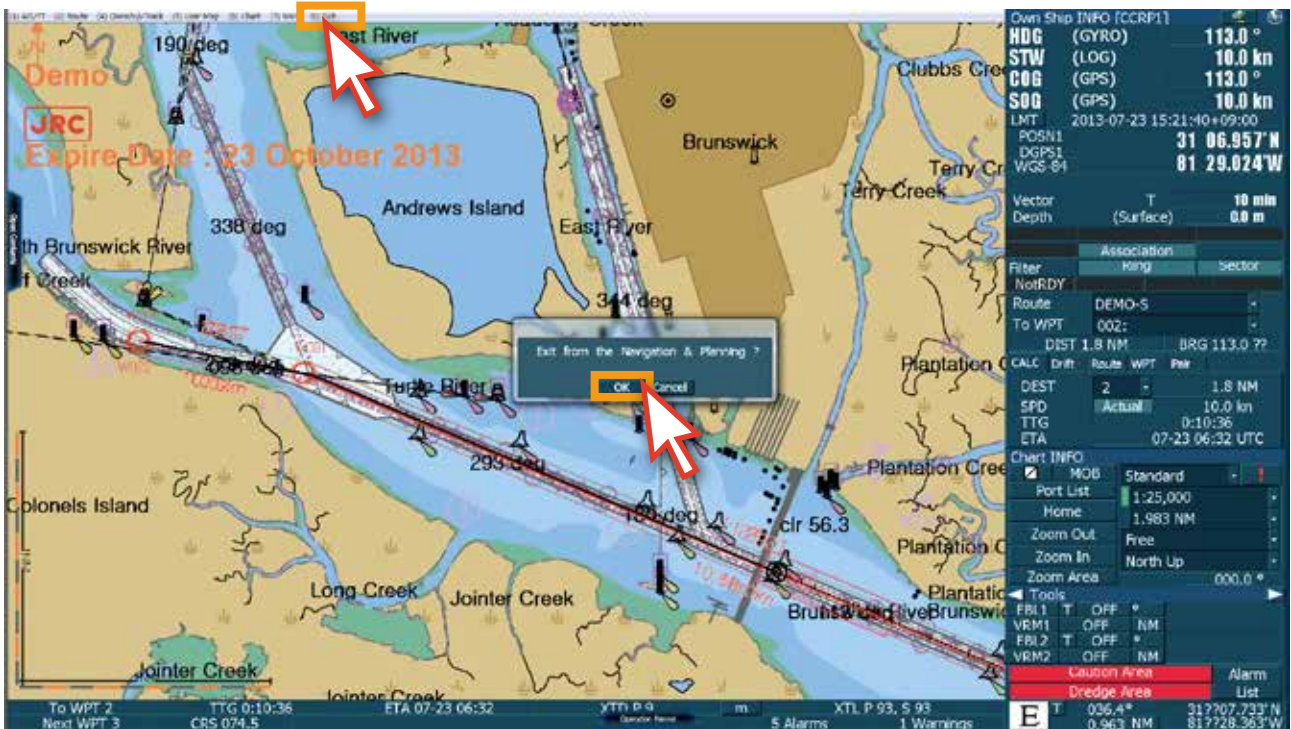 East River
190 deg
Demo
JRC
Expire Date : 23 October 2013
Clubbs Cree
Brunswick
Terry Cr
Terry Creek
Andrews Island
338 deg
East River
th Brunswick River
f Creek
344 deg
Exit from the Navigation & Planning ?
OK Cancel
Turtle River
Plantation C
293 deg
Plantation Cree
Colonels Island
clr 56.3
Plantation C
Long Creek
Jointer Creek
Plantatio
Brunswic
Jointer Creek
Jointer Creek
Own Ship INFO [CCRP1]
HDG (GYRO) 113.0 °
STW (LOG) 10.0 kn
COG (GPS) 113.0 °
SOG (GPS) 10.0 kn
LMT 2013-07-23 15:21:40+09:00
POSN1 31 06.957'N
DGPS1
WGS-84 81 29.024'W
Vector T 10 min
Depth (Surface) 0.0 m
Association
Filter Ring Sector
NotRDY
Route DEMO-S
To WPT 002:
DIST 1.8 NM BRG 113.0 ??
CALC Drift Route WPT Pair
DEST 2 1.8 NM
SPD Actual 10.0 kn
TTG 0:10:36
ETA 07-23 06:32 UTC
Chart INFO
MOB Standard !
Port List 1:25,000
Home 1.983 NM
Zoom Out Free
Zoom In North Up
Zoom Area 000.0 °
Tools
EBL1 T OFF °
VRM1 OFF NM
EBL2 T OFF °
VRM2 OFF NM
Caution Area Alarm
Dredge Area List
E T 036.4° 31??07.733'N
0.963 NM 81??28.363'W
To WPT 2 TTG 0:10:36 ETA 07-23 06:32 XTD P 9 m XTL P 93, S 93
Next WPT 3 CRS 074.5 5 Alarms 1 Warnings